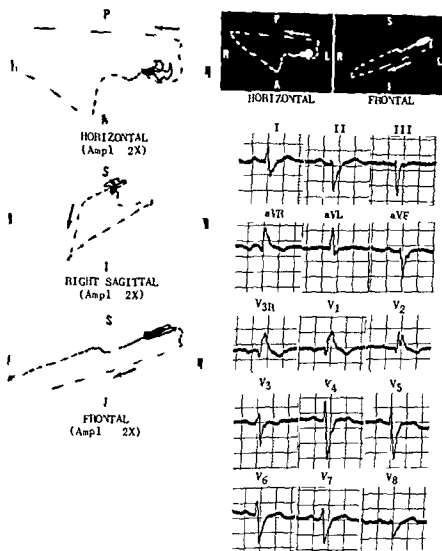 P
A
HORIZONTAL
(Ampl 2X)
S
I
RIGHT SAGITTAL
(Ampl 2X)
S
I
FRONTAL
(Ampl 2X)
P
R
L
A
HORIZONTAL
S
R
L
I
FRONTAL
I II III
aVR aVL aVF
V3R V1 V2
V3 V4 V5
V6 V7 V8